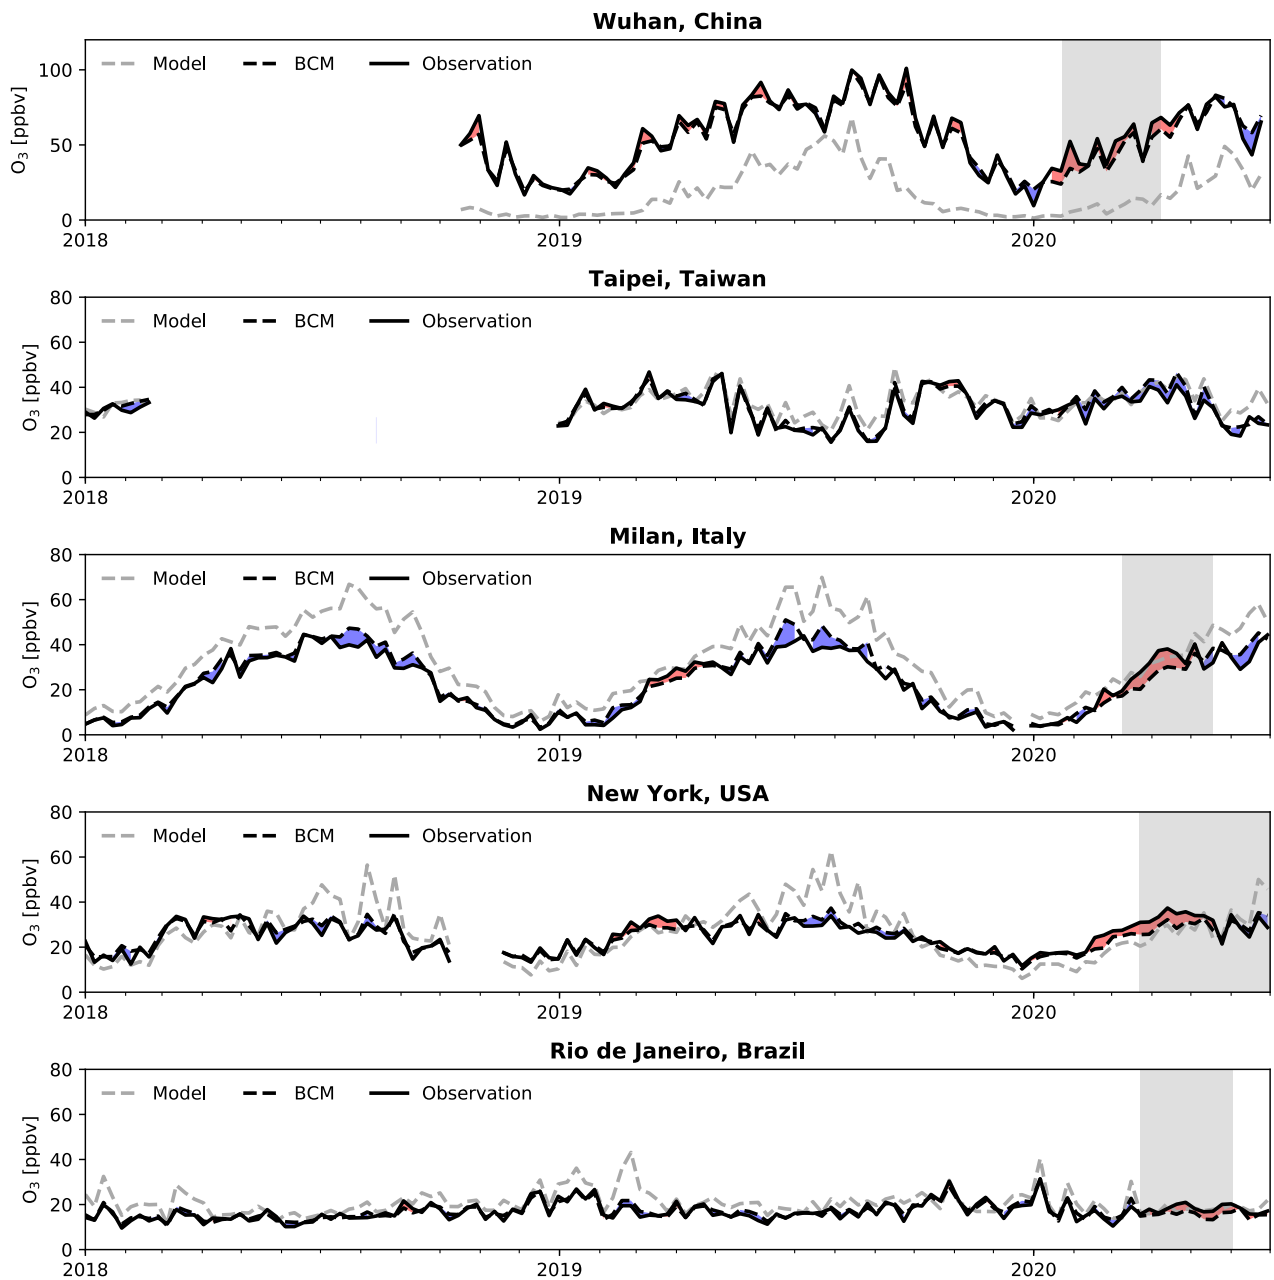 Wuhan, China
Model BCM Observation
O₃ [ppbv]
100
50
0
2018 2019 2020
Taipei, Taiwan
Model BCM Observation
O₃ [ppbv]
80
60
40
20
0
2018 2019 2020
Milan, Italy
Model BCM Observation
O₃ [ppbv]
80
60
40
20
0
2018 2019 2020
New York, USA
Model BCM Observation
O₃ [ppbv]
80
60
40
20
0
2018 2019 2020
Rio de Janeiro, Brazil
Model BCM Observation
O₃ [ppbv]
80
60
40
20
0
2018 2019 2020